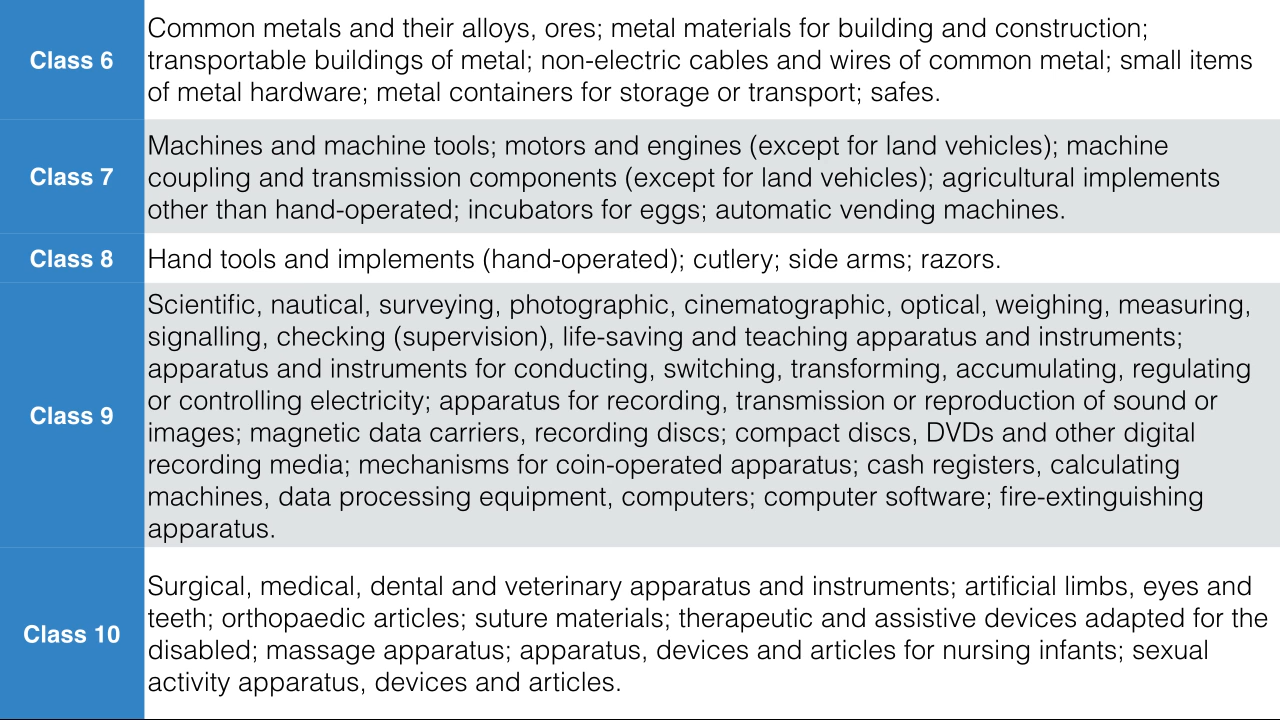 Class 6
Common metals and their alloys, ores; metal materials for building and construction;
transportable buildings of metal; non-electric cables and wires of common metal; small items
of metal hardware; metal containers for storage or transport; safes.
Class 7
Machines and machine tools; motors and engines (except for land vehicles); machine
coupling and transmission components (except for land vehicles); agricultural implements
other than hand-operated; incubators for eggs; automatic vending machines.
Class 8
Hand tools and implements (hand-operated); cutlery; side arms; razors.
Class 9
Scientific, nautical, surveying, photographic, cinematographic, optical, weighing, measuring,
signalling, checking (supervision), life-saving and teaching apparatus and instruments;
apparatus and instruments for conducting, switching, transforming, accumulating, regulating
or controlling electricity; apparatus for recording, transmission or reproduction of sound or
images; magnetic data carriers, recording discs; compact discs, DVDs and other digital
recording media; mechanisms for coin-operated apparatus; cash registers, calculating
machines, data processing equipment, computers; computer software; fire-extinguishing
apparatus.
Class 10
Surgical, medical, dental and veterinary apparatus and instruments; artificial limbs, eyes and
teeth; orthopaedic articles; suture materials; therapeutic and assistive devices adapted for the
disabled; massage apparatus; apparatus, devices and articles for nursing infants; sexual
activity apparatus, devices and articles.